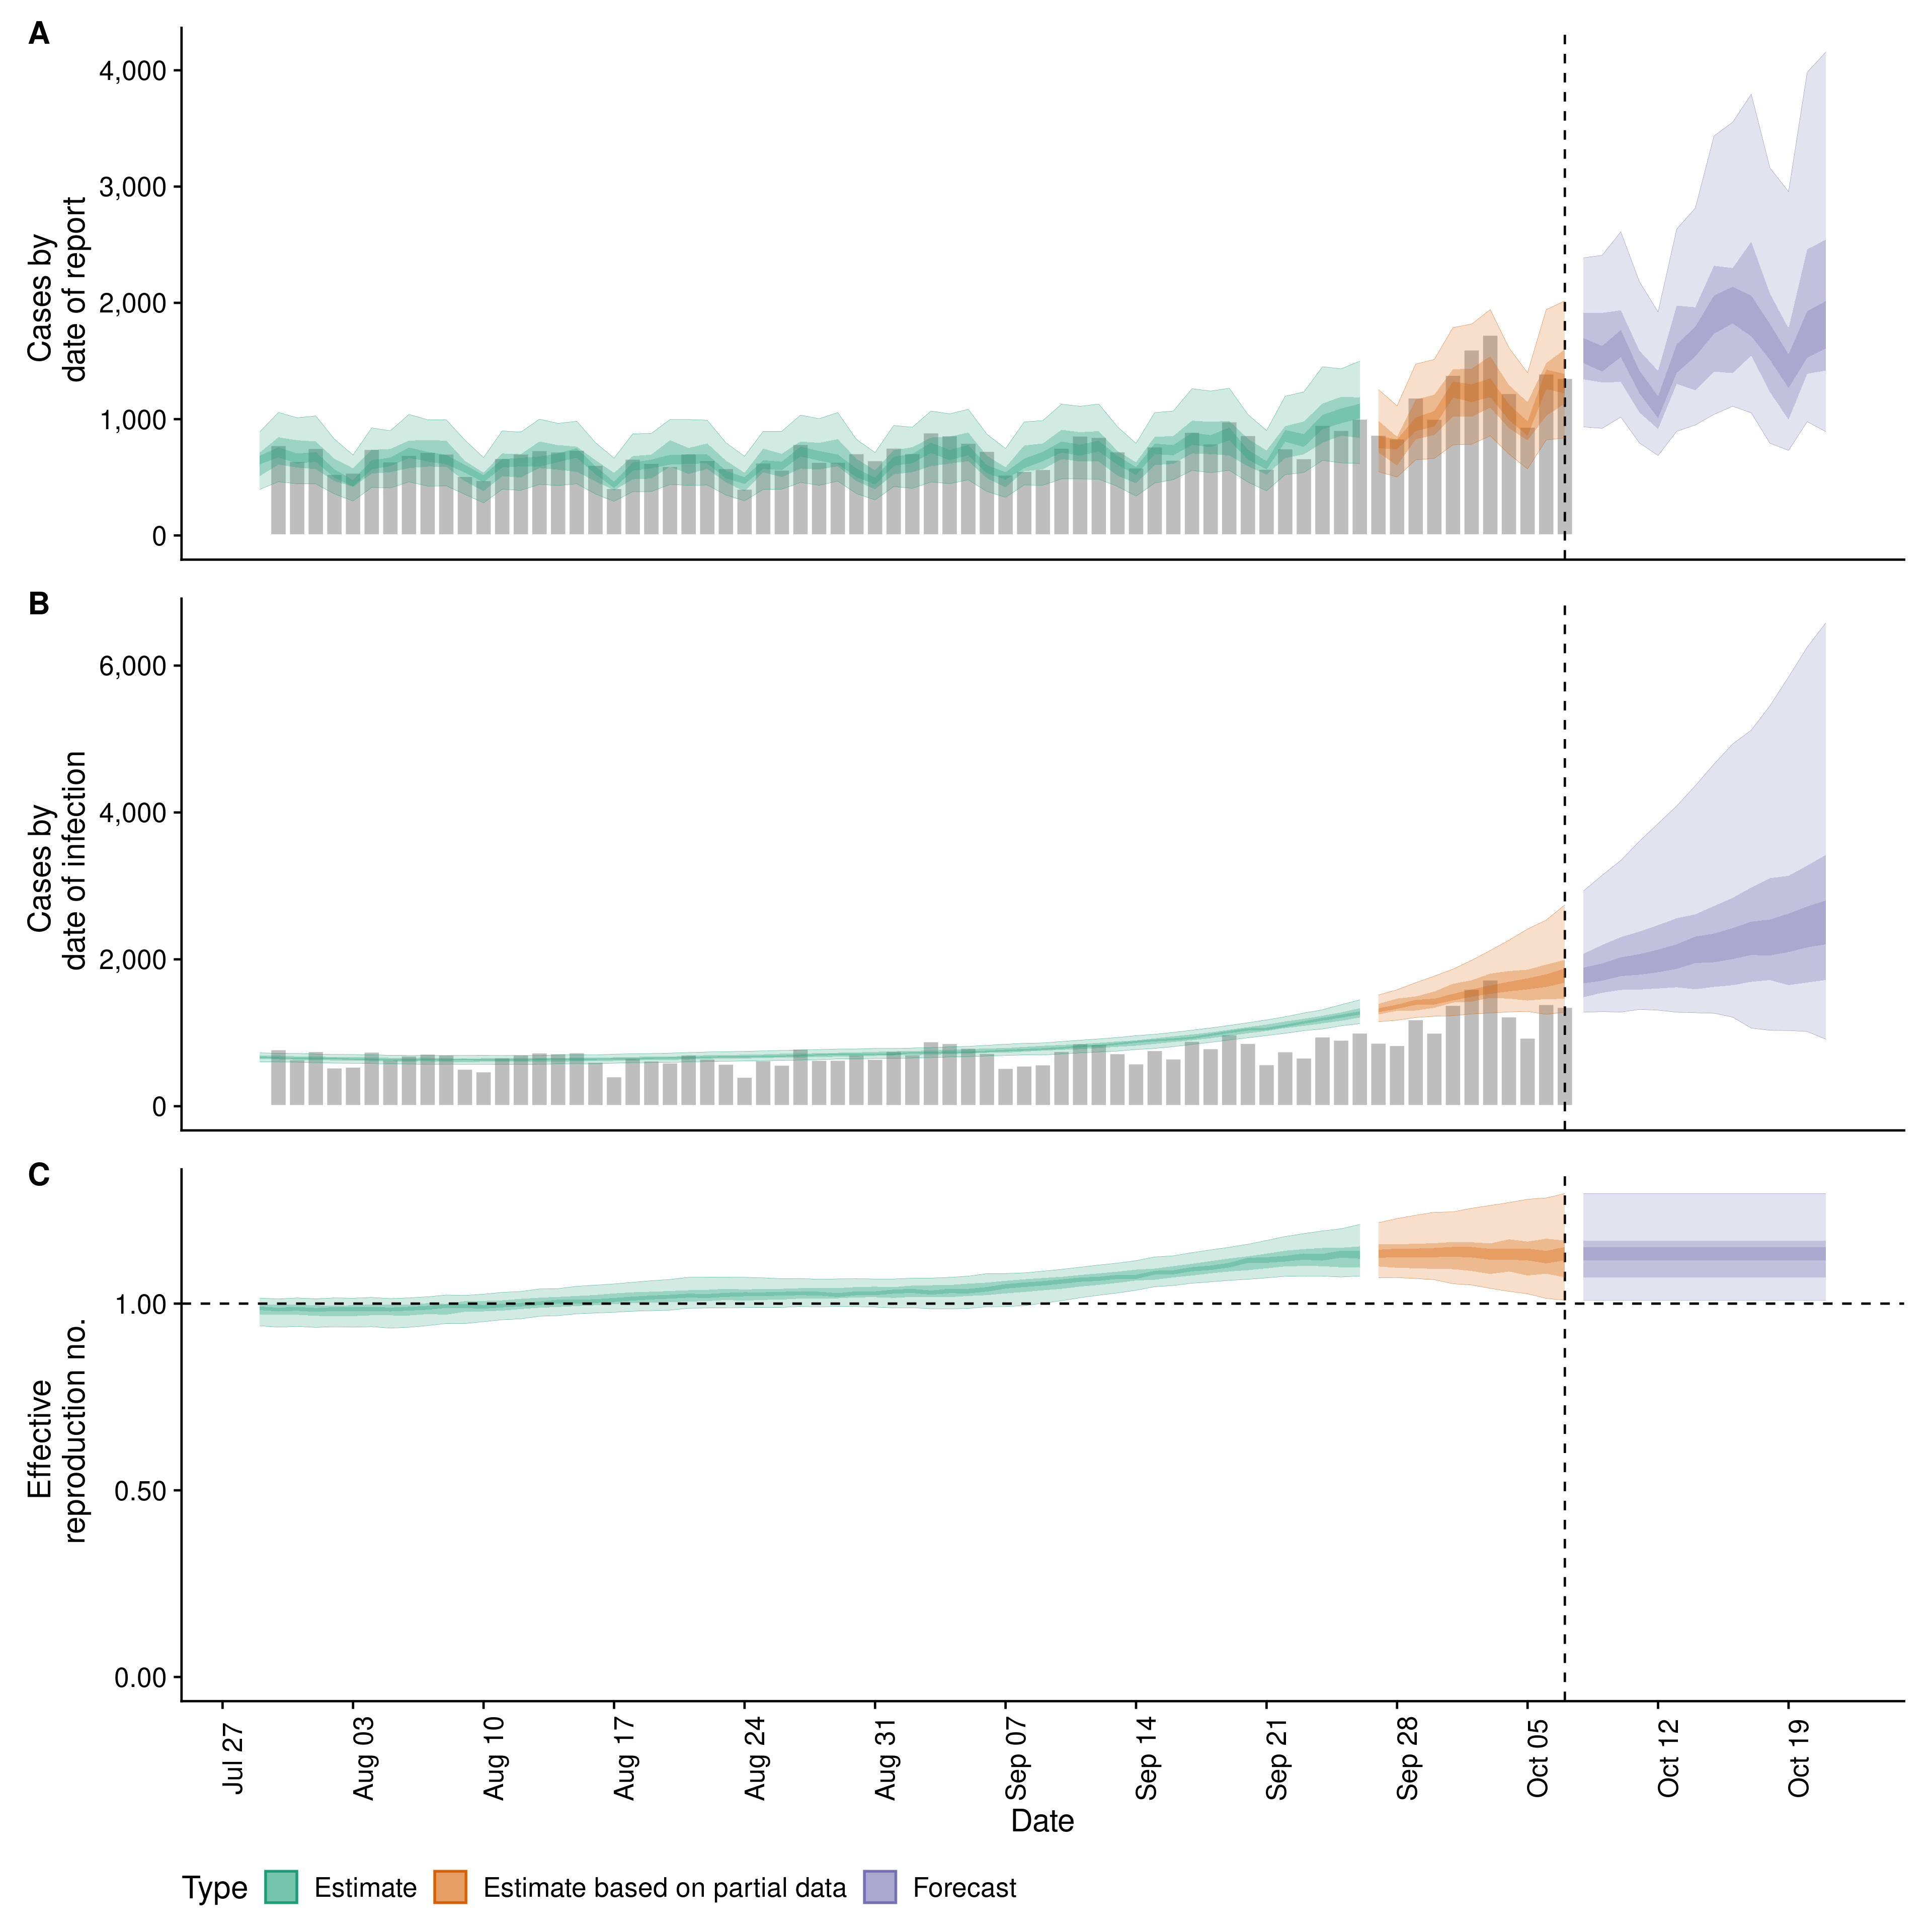 A
Cases by
date of report
4,000
3,000
2,000
1,000
0
B
Cases by
date of infection
6,000
4,000
2,000
0
C
Effective
reproduction no.
1.00
0.50
0.00
Jul 27
Aug 03
Aug 10
Aug 17
Aug 24
Aug 31
Sep 07
Sep 14
Sep 21
Sep 28
Oct 05
Oct 12
Oct 19
Date
Type Estimate Estimate based on partial data Forecast